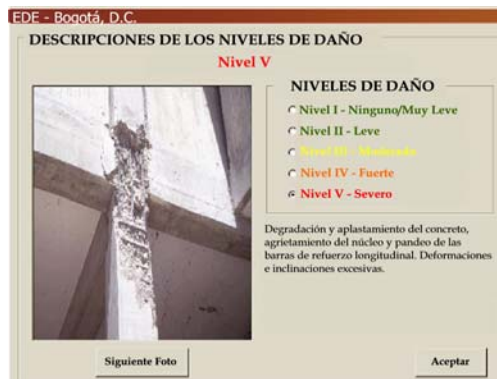 EDE - Bogotá, D.C.
DESCRIPCIONES DE LOS NIVELES DE DAÑO
Nivel V
NIVELES DE DAÑO
Nivel I - Ninguno/Muy Leve
Nivel II - Leve
Nivel III - Moderado
Nivel IV - Fuerte
Nivel V - Severo
Degradación y aplastamiento del concreto,
agrietamiento del núcleo y pandeo de las
barras de refuerzo longitudinal. Deformaciones
e inclinaciones excesivas.
Siguiente Foto
Aceptar